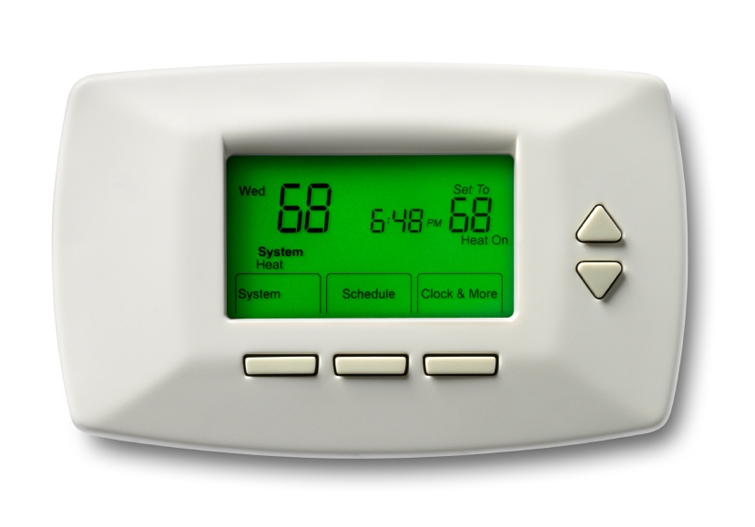 Wed 68 6:48 PM Set To 68
Heat On
System
Heat
System Schedule Clock & More